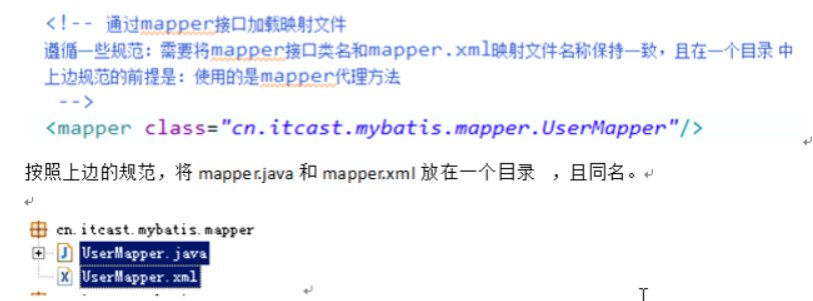 <!-- 通过mapper接口加载映射文件
遵循一些规范：需要将mapper接口类名和mapper.xml映射文件名称保持一致，且在一个目录 中
上边规范的前提是：使用的是mapper代理方法
-->
<mapper class="cn.itcast.mybatis.mapper.UserMapper"/>
按照上边的规范，将 mapper.java 和 mapper.xml 放在一个目录 ，且同名。
cn.itcast.mybatis.mapper
UserMapper.java
UserMapper.xml